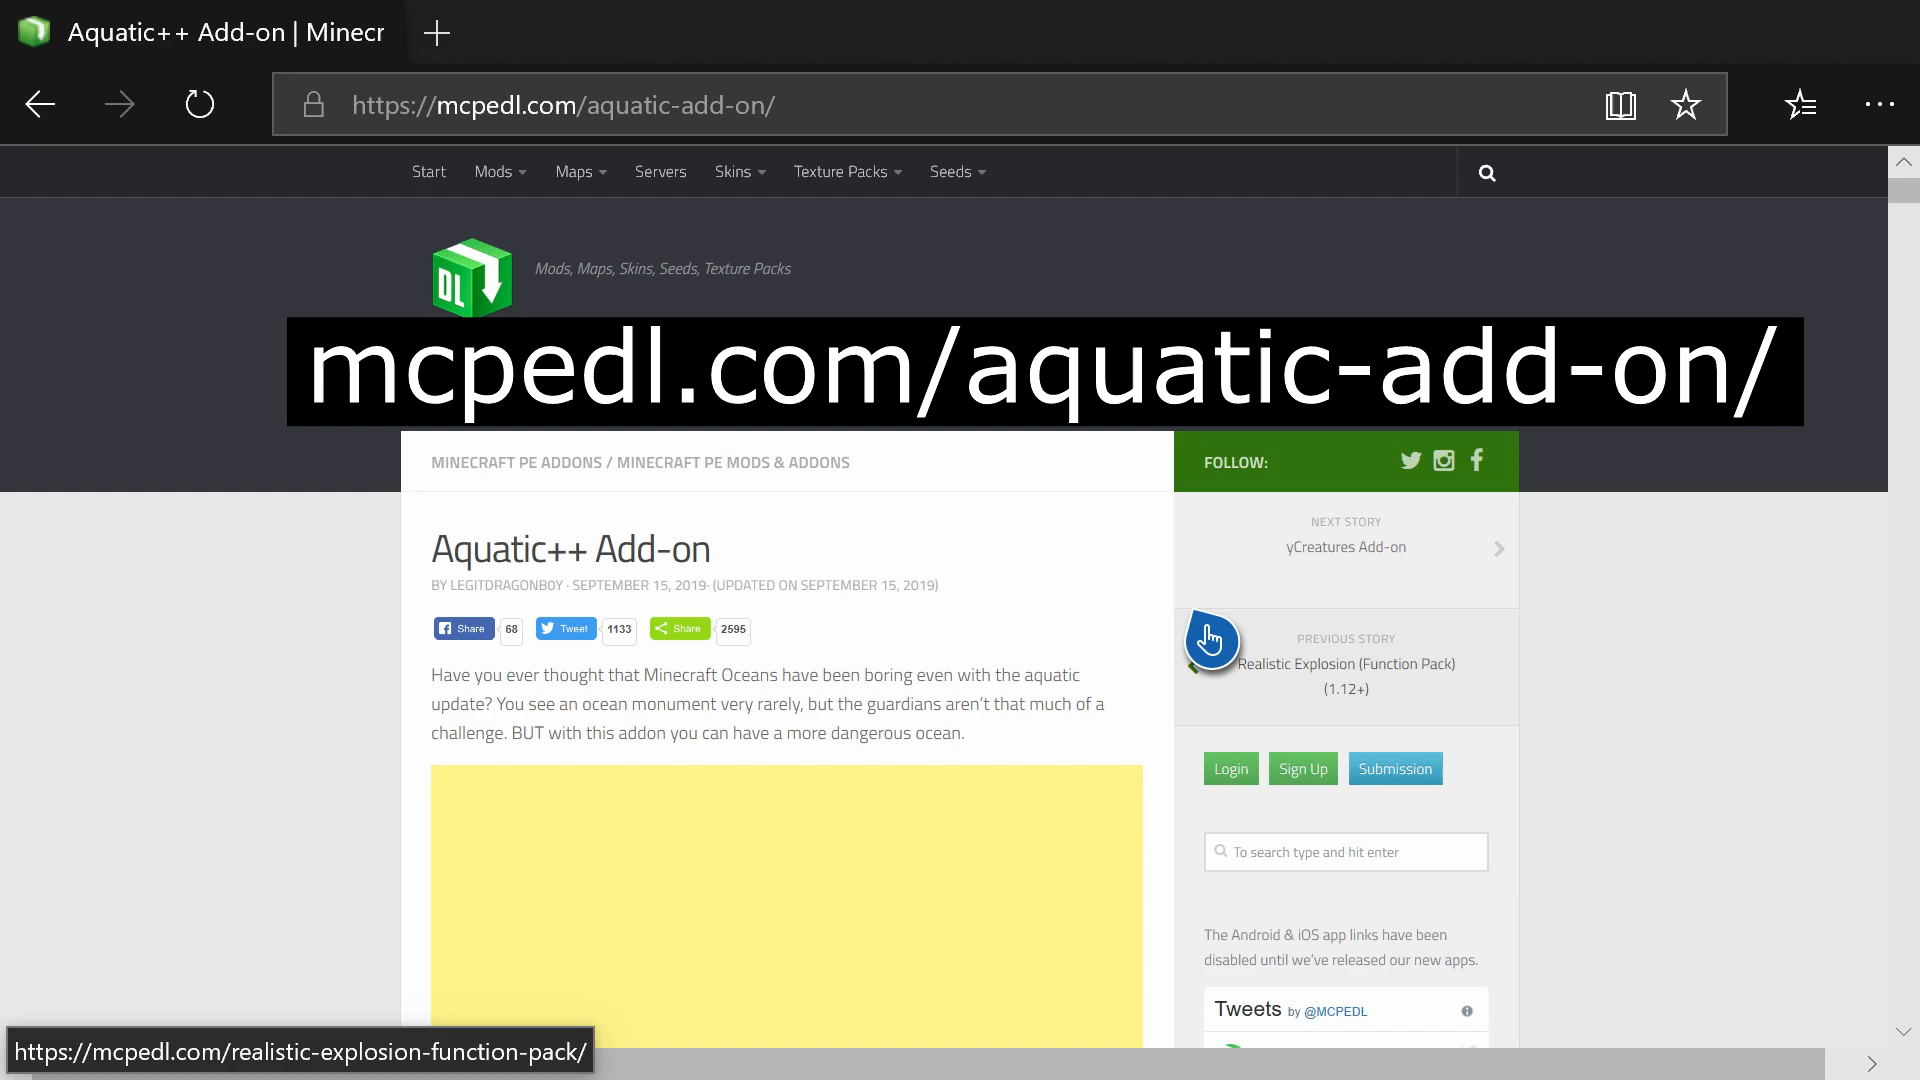 Aquatic++ Add-on | Minecr
https://mcpedl.com/aquatic-add-on/
Start Mods Maps Servers Skins Texture Packs Seeds
DL
Mods, Maps, Skins, Seeds, Texture Packs
mcpedl.com/aquatic-add-on/
MINECRAFT PE ADDONS / MINECRAFT PE MODS & ADDONS
FOLLOW:
Aquatic++ Add-on
BY LEGITDRAGONB0Y · SEPTEMBER 15, 2019· (UPDATED ON SEPTEMBER 15, 2019)
Share 68 Tweet 1133 Share 2595
Have you ever thought that Minecraft Oceans have been boring even with the aquatic
update? You see an ocean monument very rarely, but the guardians aren’t that much of a
challenge. BUT with this addon you can have a more dangerous ocean.
NEXT STORY
yCreatures Add-on
PREVIOUS STORY
Realistic Explosion (Function Pack)
(1.12+)
Login Sign Up Submission
To search type and hit enter
The Android & iOS app links have been
disabled until we’ve released our new apps.
Tweets by @MCPEDL
https://mcpedl.com/realistic-explosion-function-pack/